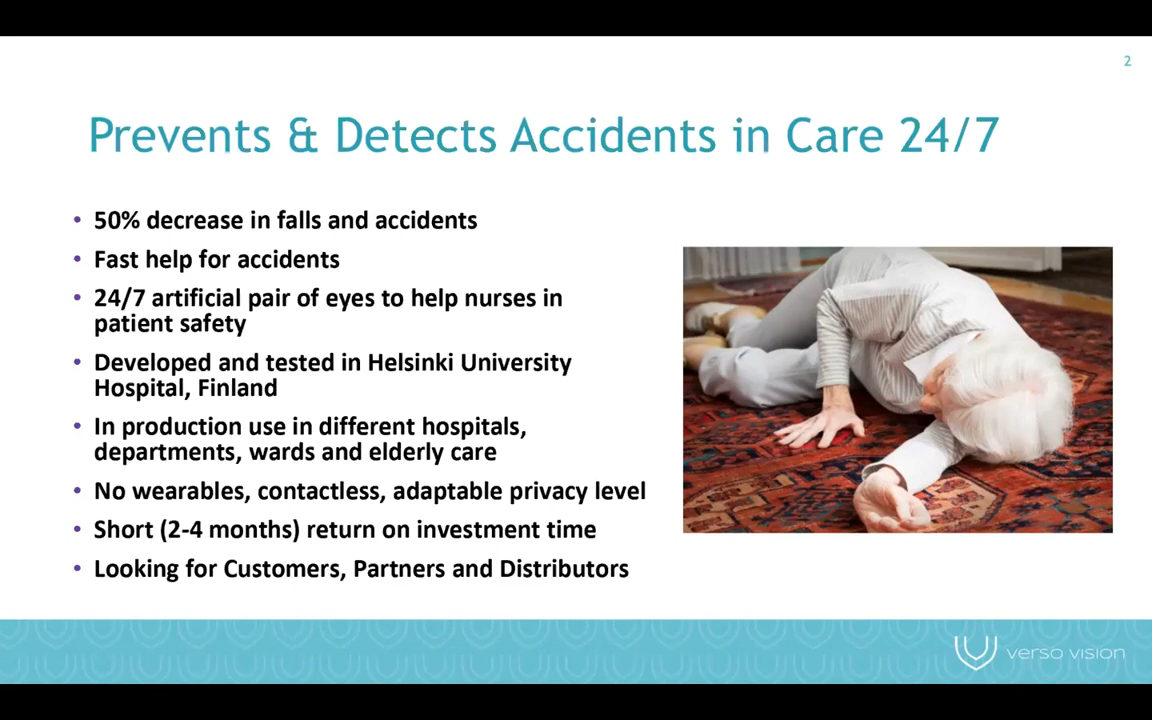 2
Prevents & Detects Accidents in Care 24/7
• 50% decrease in falls and accidents
• Fast help for accidents
• 24/7 artificial pair of eyes to help nurses in
patient safety
• Developed and tested in Helsinki University
Hospital, Finland
• In production use in different hospitals,
departments, wards and elderly care
• No wearables, contactless, adaptable privacy level
• Short (2-4 months) return on investment time
• Looking for Customers, Partners and Distributors
verso vision